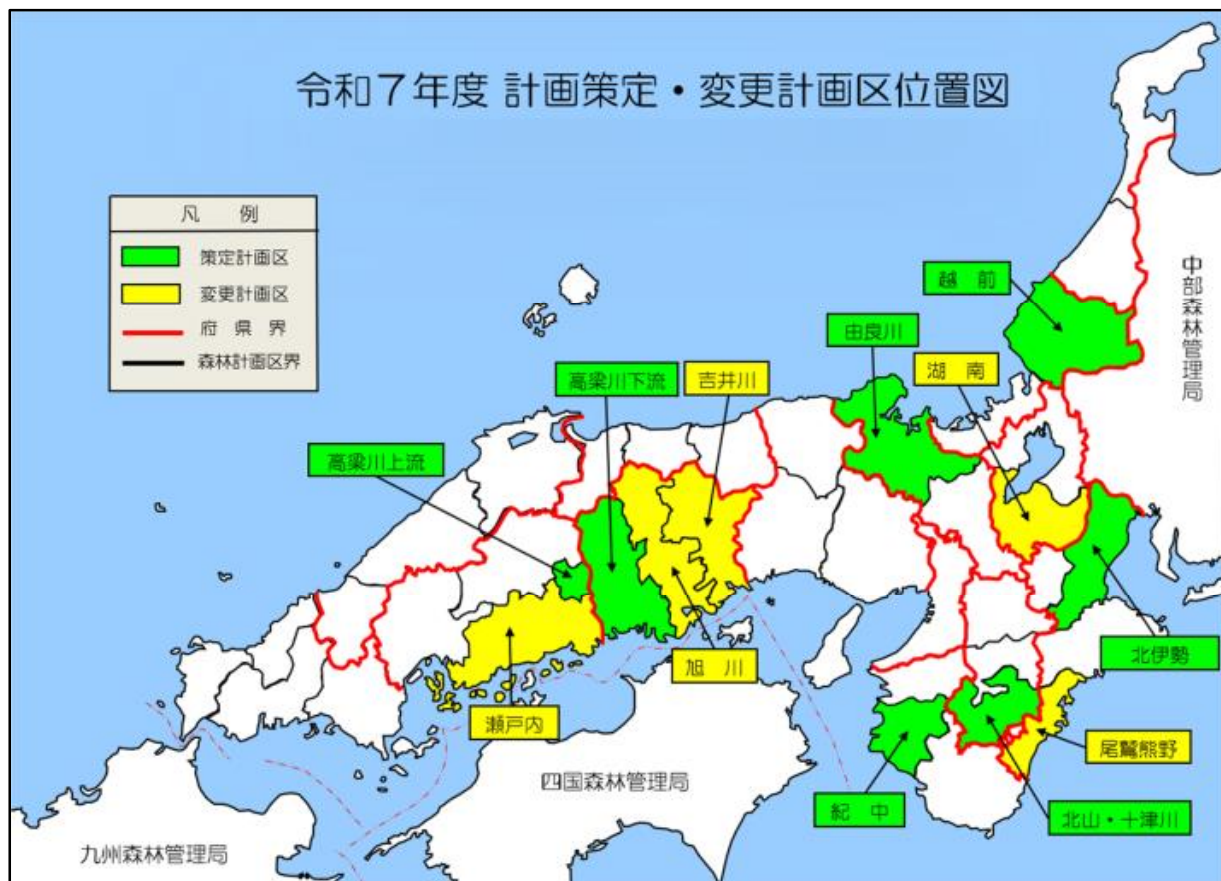 令和7年度 計画策定・変更計画区位置図
凡 例
策定計画区
変更計画区
府 県 界
森林計画区界
中部森林管理局
越 前
由良川
湖 南
高梁川下流
吉井川
高梁川上流
北伊勢
旭 川
瀬戸内
尾鷲熊野
四国森林管理局
紀 中
北山・十津川
九州森林管理局